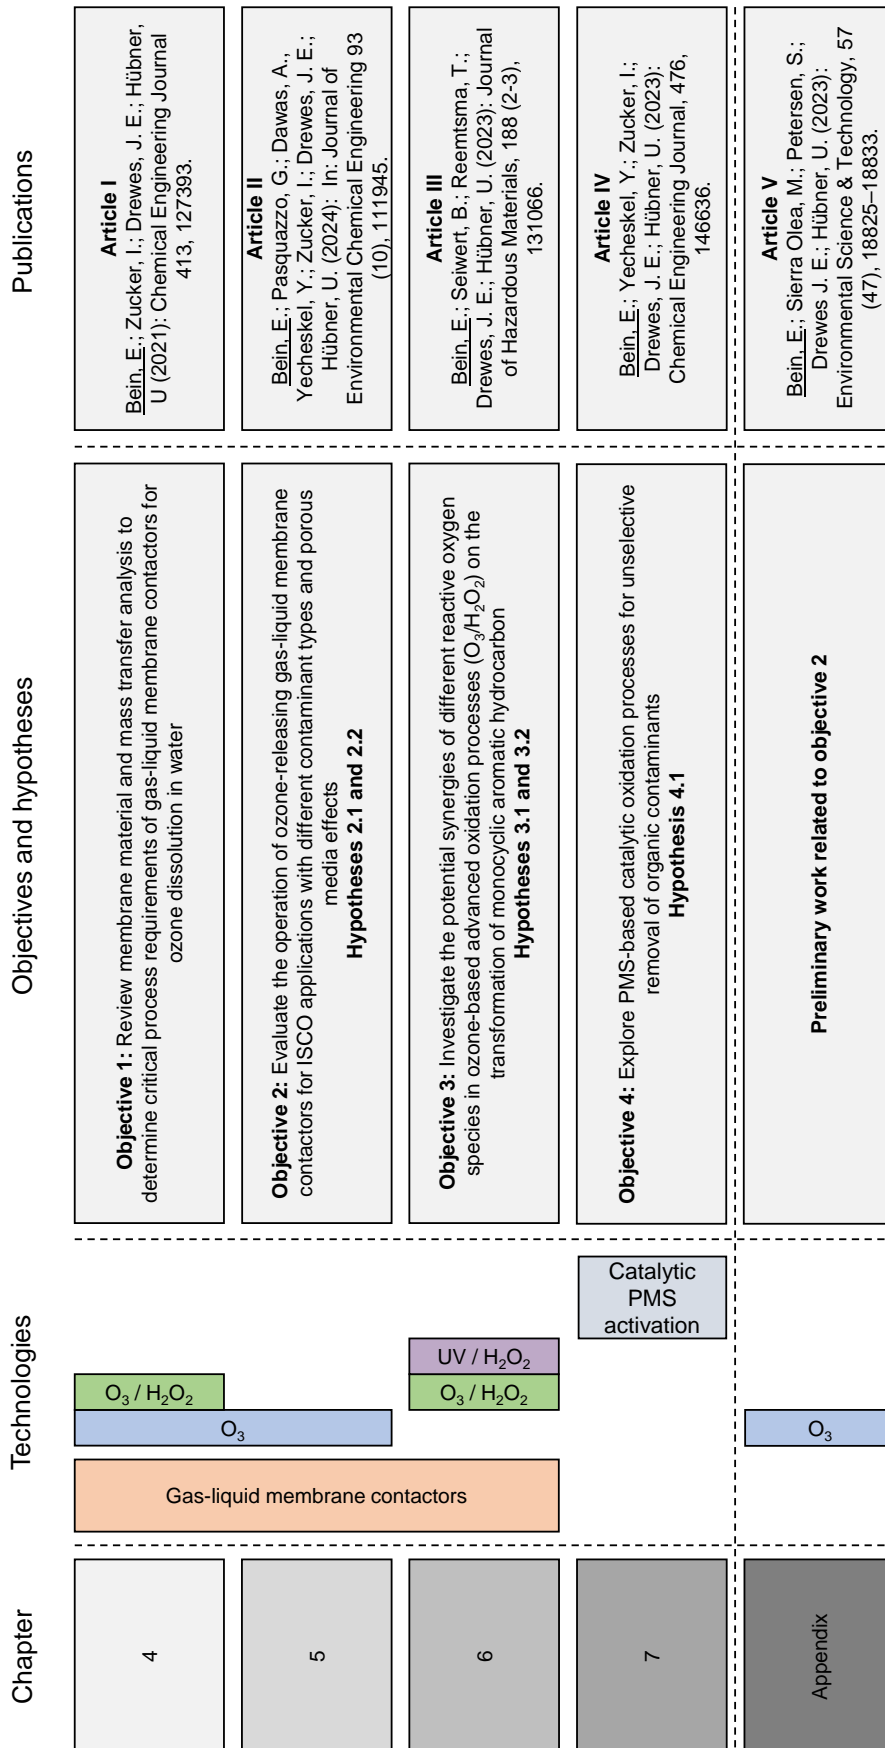 Chapter
Technologies
Objectives and hypotheses
Publications
4
O₃ / H₂O₂
O₃
Gas-liquid membrane contactors
Objective 1: Review membrane material and mass transfer analysis to
determine critical process requirements of gas-liquid membrane contactors for
ozone dissolution in water
Article I
Bein, E.; Zucker, I.; Drewes, J. E.; Hübner,
U (2021): Chemical Engineering Journal
413, 127393.
5
Objective 2: Evaluate the operation of ozone-releasing gas-liquid membrane
contactors for ISCO applications with different contaminant types and porous
media effects
Hypotheses 2.1 and 2.2
Article II
Bein, E.; Pasquazzo, G.; Dawas, A.,
Yecheskel, Y.; Zucker, I.; Drewes, J. E.;
Hübner, U. (2024): In: Journal of
Environmental Chemical Engineering 93
(10), 111945.
6
UV / H₂O₂
O₃ / H₂O₂
Objective 3: Investigate the potential synergies of different reactive oxygen
species in ozone-based advanced oxidation processes (O₃/H₂O₂) on the
transformation of monocyclic aromatic hydrocarbon
Hypotheses 3.1 and 3.2
Article III
Bein, E.; Seiwert, B.; Reemtsma, T.;
Drewes, J. E.; Hübner, U. (2023): Journal
of Hazardous Materials, 188 (2-3),
131066.
7
Catalytic
PMS
activation
Objective 4: Explore PMS-based catalytic oxidation processes for unselective
removal of organic contaminants
Hypothesis 4.1
Article IV
Bein, E.; Yecheskel, Y.; Zucker, I.;
Drewes, J. E.; Hübner, U. (2023):
Chemical Engineering Journal, 476,
146636.
Appendix
O₃
Preliminary work related to objective 2
Article V
Bein, E.; Sierra Olea, M.; Petersen, S.;
Drewes J. E.; Hübner, U. (2023):
Environmental Science & Technology, 57
(47), 18825–18833.